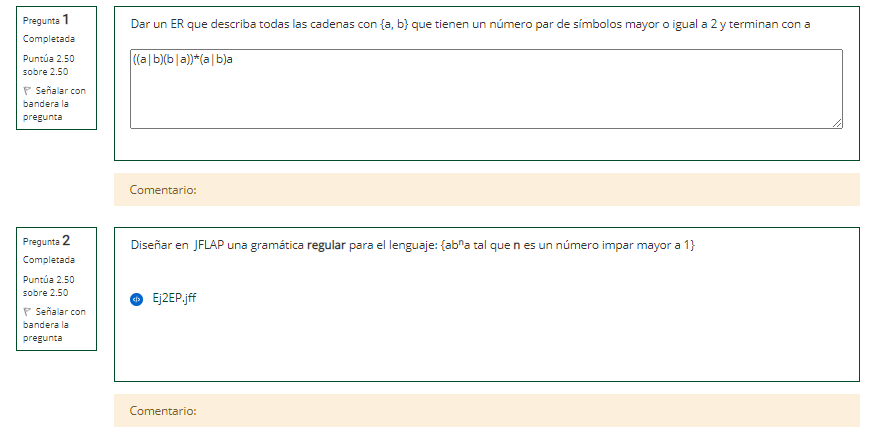 Pregunta 1
Completada
Puntúa 2.50
sobre 2.50
Señalar con
bandera la
pregunta
Dar un ER que describa todas las cadenas con {a, b} que tienen un número par de símbolos mayor o igual a 2 y terminan con a
((a|b)(b|a))*(a|b)a
Comentario:
Pregunta 2
Completada
Puntúa 2.50
sobre 2.50
Señalar con
bandera la
pregunta
Diseñar en JFLAP una gramática regular para el lenguaje: {abⁿa tal que n es un número impar mayor a 1}
Ej2EP.jff
Comentario: